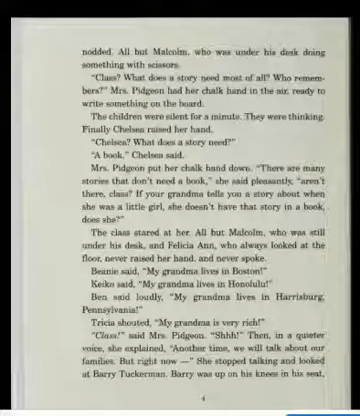 nodded. All but Malcolm, who was under his desk doing
something with scissors.
"Class? What does a story need most of all? Who remem-
bers?" Mrs. Pidgeon had her chalk hand in the air, ready to
write something on the board.
The children were silent for a minute. They were thinking.
Finally Chelsea raised her hand.
"Chelsea? What does a story need?"
"A book," Chelsea said.
Mrs. Pidgeon put her chalk hand down. "There are many
stories that don't need a book," she said pleasantly, "aren't
there, class? If your grandma tells you a story about when
she was a little girl, she doesn't have that story in a book,
does she?"
The class stared at her. All but Malcolm, who was still
under his desk, and Felicia Ann, who always looked at the
floor, never raised her hand, and never spoke.
Beanie said, "My grandma lives in Boston!"
Keiko said, "My grandma lives in Honolulu!"
Ben said loudly, "My grandma lives in Harrisburg,
Pennsylvania!"
Tricia shouted, "My grandma is very rich!"
"Class!" said Mrs. Pidgeon. "Shhh!" Then, in a quieter
voice, she explained, "Another time, we will talk about our
families. But right now —" She stopped talking and looked
at Barry Tuckerman. Barry was up on his knees in his seat,
4